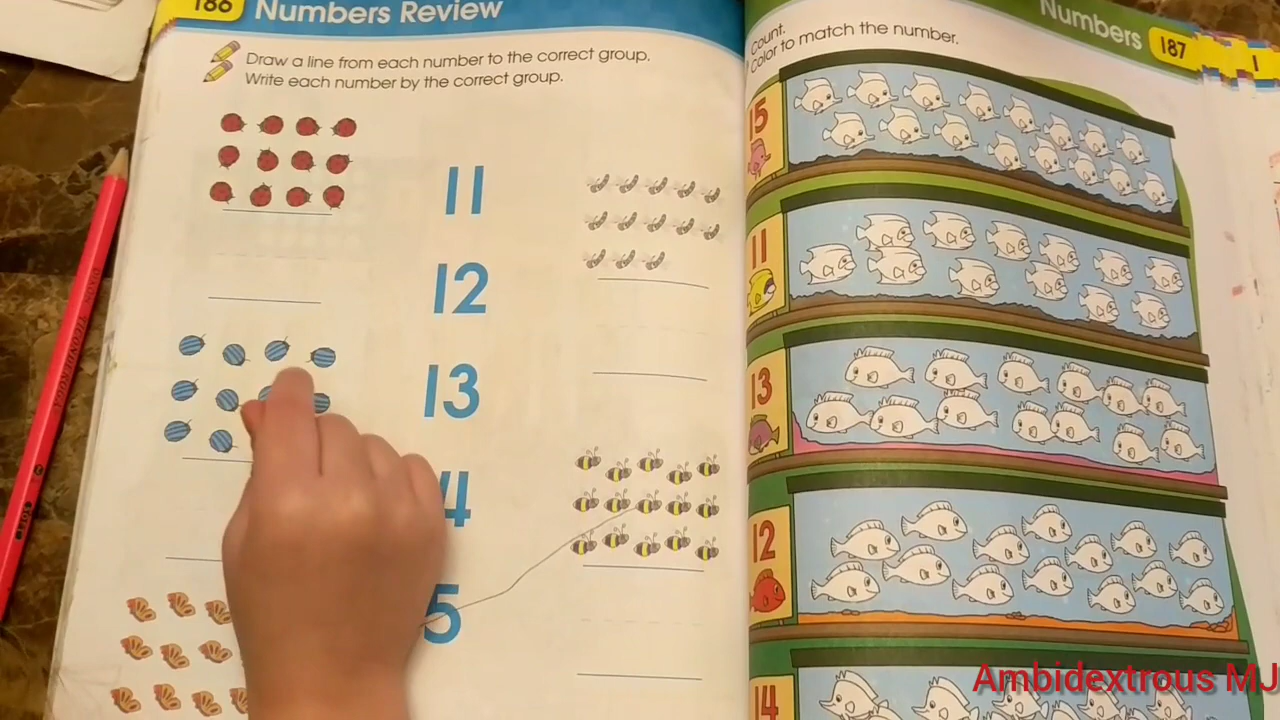 186 Numbers Review
Draw a line from each number to the correct group.
Write each number by the correct group.
11
12
13
4
5
Numbers 187
Count.
Color to match the number.
15
11
13
12
14
Ambidextrous MJ